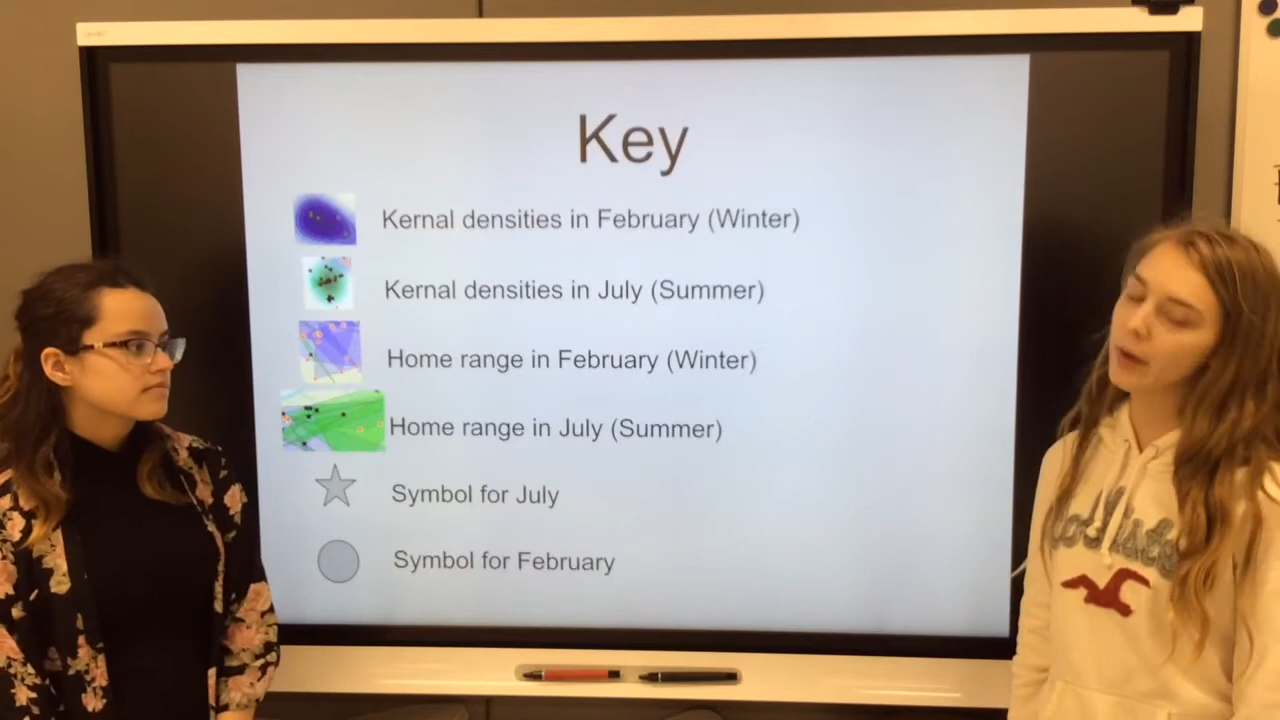 Key
Kernal densities in February (Winter)
Kernal densities in July (Summer)
Home range in February (Winter)
Home range in July (Summer)
Symbol for July
Symbol for February
Hollister